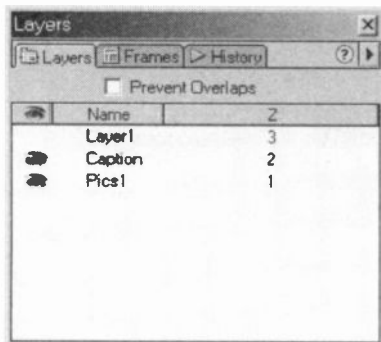 Layers
Layers Frames History ?
Prevent Overlaps
Name Z
Layer1 3
Caption 2
Pics1 1